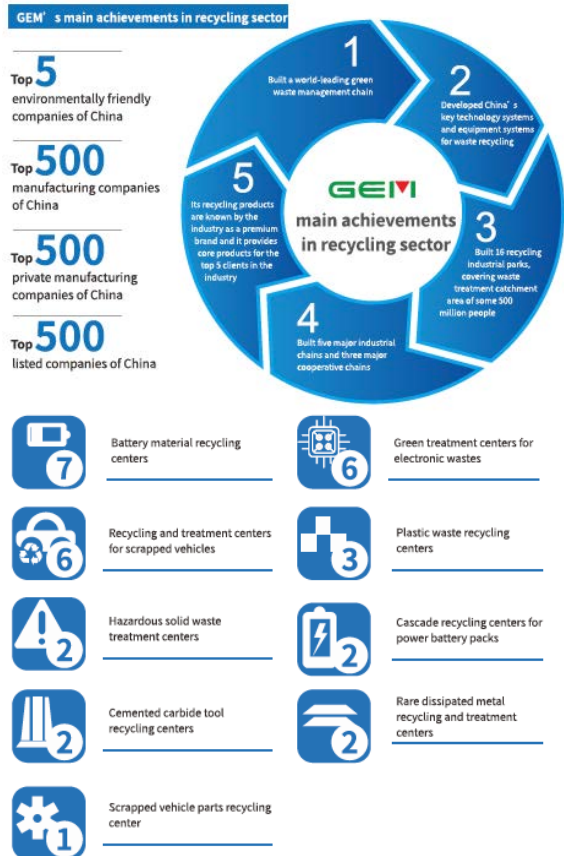 GEM’ s main achievements in recycling sector
Top 5
environmentally friendly
companies of China
Top 500
manufacturing companies
of China
Top 500
private manufacturing
companies of China
Top 500
listed companies of China
1
Built a world-leading green
waste management chain
2
Developed China’ s
key technology systems
and equipment systems
for waste recycling
3
Built 16 recycling
industrial parks,
covering waste
treatment catchment
area of some 500
million people
4
Built five major industrial
chains and three major
cooperative chains
5
Its recycling products
are known by the
industry as a premium
brand and it provides
core products for the
top 5 clients in the
industry
GEM
main achievements
in recycling sector
7
Battery material recycling
centers
6
Green treatment centers for
electronic wastes
6
Recycling and treatment centers
for scrapped vehicles
3
Plastic waste recycling
centers
2
Hazardous solid waste
treatment centers
2
Cascade recycling centers for
power battery packs
2
Cemented carbide tool
recycling centers
2
Rare dissipated metal
recycling and treatment
centers
1
Scrapped vehicle parts recycling
center